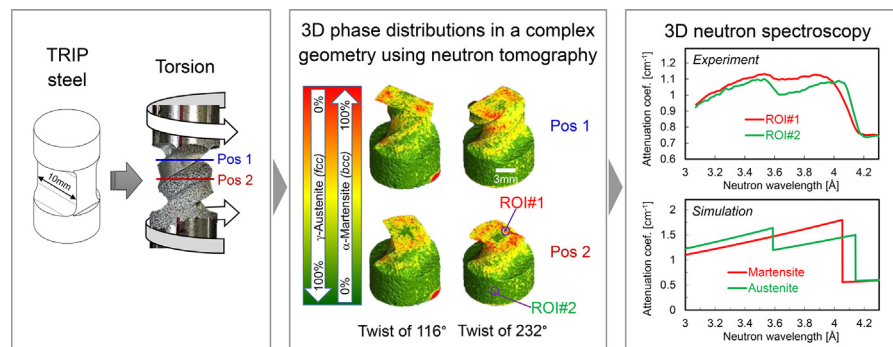 TRIP
steel
Torsion
10mm
Pos 1
Pos 2
3D phase distributions in a complex
geometry using neutron tomography
0%
γ-Austenite (fcc)
100%
100%
α-Martensite (bcc)
0%
Pos 1
3mm
ROI#1
Pos 2
ROI#2
Twist of 116° Twist of 232°
3D neutron spectroscopy
Experiment
Attenuation coef. [cm⁻¹]
1.2
1.1
1.0
0.9
0.8
0.7
0.6
ROI#1
ROI#2
3 3.2 3.4 3.6 3.8 4 4.2
Neutron wavelength [Å]
Simulation
Attenuation coef. [cm⁻¹]
2
1.5
1
0.5
0
Martensite
Austenite
3 3.2 3.4 3.6 3.8 4 4.2
Neutron wavelength [Å]